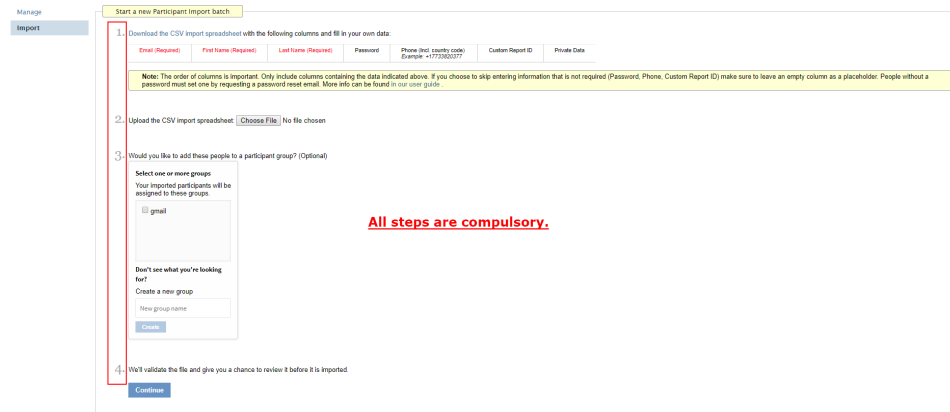 Manage
Import
Start a new Participant Import batch
1. Download the CSV import spreadsheet with the following columns and fill in your own data:
Email (Required) First Name (Required) Last Name (Required) Password Phone (incl. country code) Custom Report ID Private Data
Example: +17733820377
Note: The order of columns is important. Only include columns containing the data indicated above. If you choose to skip entering information that is not required (Password, Phone, Custom Report ID) make sure to leave an empty column as a placeholder. People without a
password must set one by requesting a password reset email. More info can be found in our user guide .
2. Upload the CSV import spreadsheet: Choose File No file chosen
3. Would you like to add these people to a participant group? (Optional)
Select one or more groups
Your imported participants will be
assigned to these groups.
gmail
All steps are compulsory.
Don't see what you're looking
for?
Create a new group
New group name
Create
4. We'll validate the file and give you a chance to review it before it is imported.
Continue